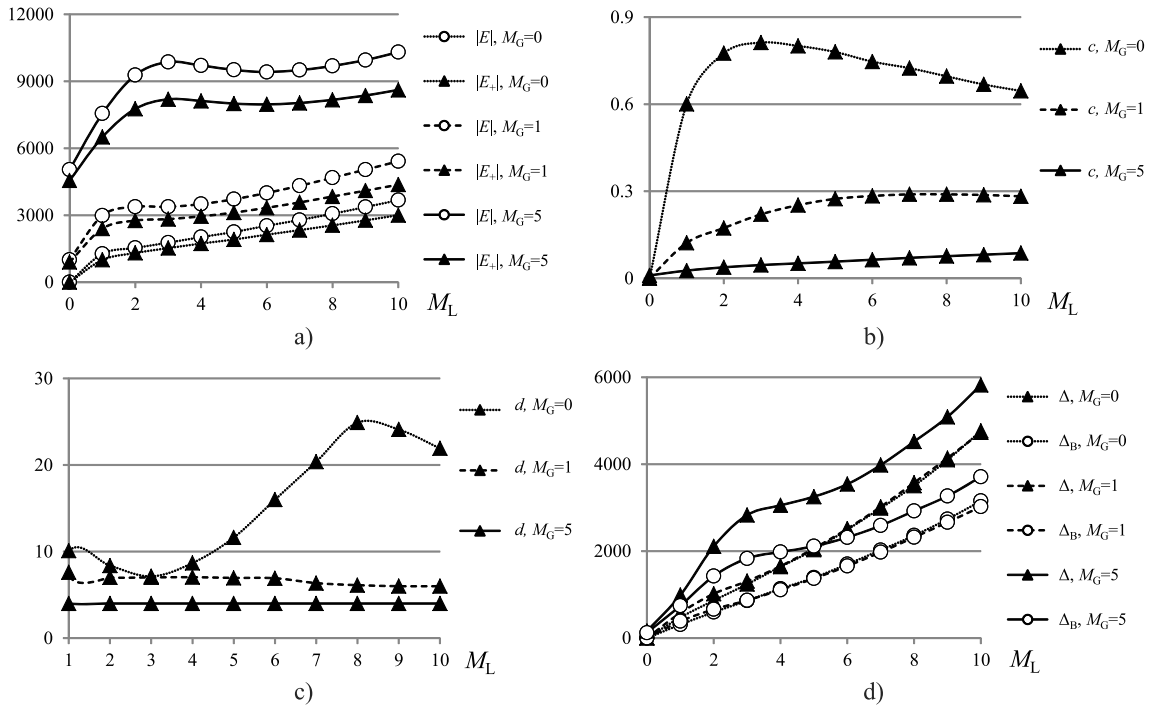 12000
9000
6000
3000
0
0 2 4 6 8 10 M_L
|E|, M_G=0
|E_+|, M_G=0
|E|, M_G=1
|E_+|, M_G=1
|E|, M_G=5
|E_+|, M_G=5
a)
0.9
0.6
0.3
0
0 2 4 6 8 10 M_L
c, M_G=0
c, M_G=1
c, M_G=5
b)
30
20
10
0
1 2 3 4 5 6 7 8 9 10 M_L
d, M_G=0
d, M_G=1
d, M_G=5
c)
6000
4000
2000
0
0 2 4 6 8 10 M_L
Δ, M_G=0
Δ_B, M_G=0
Δ, M_G=1
Δ_B, M_G=1
Δ, M_G=5
Δ_B, M_G=5
d)